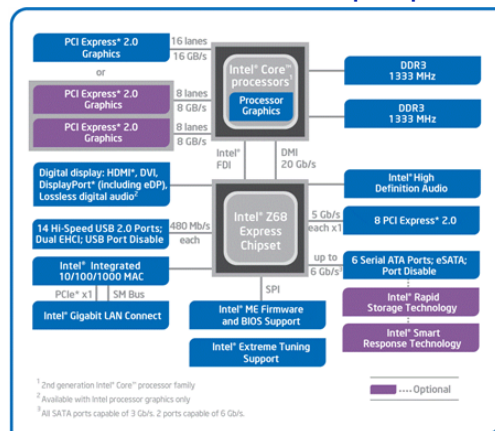 PCI Express* 2.0
Graphics
16 lanes
16 GB/s
or
PCI Express* 2.0
Graphics
8 lanes
8 GB/s
PCI Express* 2.0
Graphics
8 lanes
8 GB/s
Intel® Core™
processors¹
Processor
Graphics
DDR3
1333 MHz
DDR3
1333 MHz
Intel®
FDI
DMI
20 Gb/s
Digital display: HDMI*, DVI,
DisplayPort* (including eDP),
Lossless digital audio²
Intel® High
Definition Audio
14 Hi-Speed USB 2.0 Ports;
Dual EHCI; USB Port Disable
480 Mb/s
each
Intel® Z68
Express
Chipset
5 Gb/s
each x1
8 PCI Express* 2.0
Intel® Integrated
10/100/1000 MAC
up to
6 Gb/s³
6 Serial ATA Ports; eSATA;
Port Disable
PCIe* x1
SM Bus
SPI
Intel® Rapid
Storage Technology
Intel® Gigabit LAN Connect
Intel® ME Firmware
and BIOS Support
Intel® Smart
Response Technology
Intel® Extreme Tuning
Support
¹ 2nd generation Intel® Core™ processor family
² Available with Intel processor graphics only
³ All SATA ports capable of 3 Gb/s. 2 ports capable of 6 Gb/s.
---- Optional